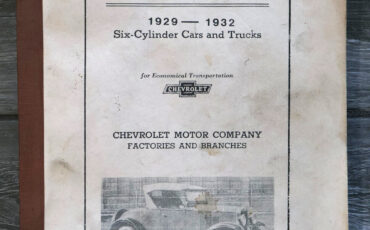 1929 — 1932
Six-Cylinder Cars and Trucks
for Economical Transportation
CHEVROLET
CHEVROLET MOTOR COMPANY
FACTORIES AND BRANCHES